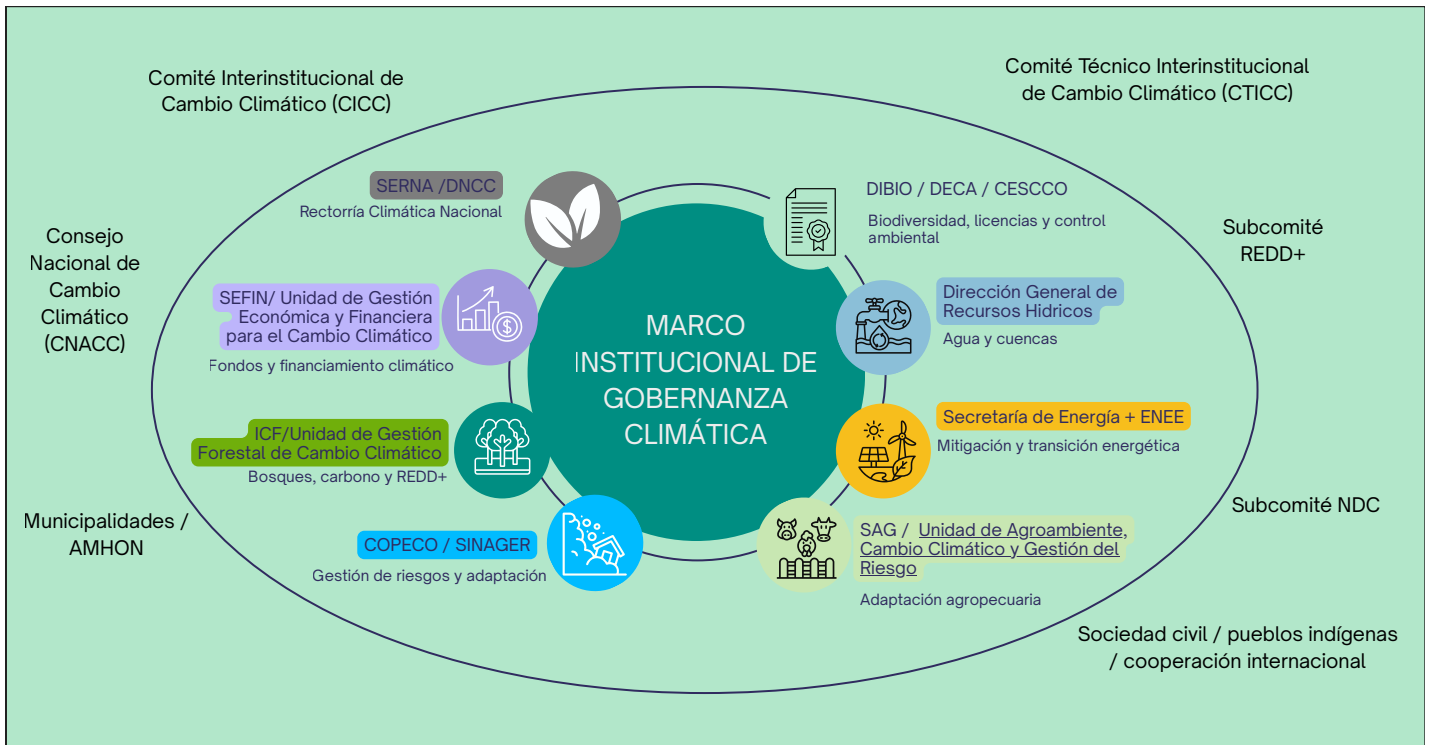 Comité Interinstitucional de
Cambio Climático (CICC)
Comité Técnico Interinstitucional
de Cambio Climático (CTICC)
SERNA /DNCC
Rectorría Climática Nacional
DIBIO / DECA / CESCCO
Biodiversidad, licencias y control
ambiental
Consejo
Nacional de
Cambio
Climático
(CNACC)
Subcomité
REDD+
SEFIN/ Unidad de Gestión
Económica y Financiera
para el Cambio Climático
Fondos y financiamiento climático
Dirección General de
Recursos Hidricos
Agua y cuencas
MARCO
INSTITUCIONAL DE
GOBERNANZA
CLIMÁTICA
ICF/Unidad de Gestión
Forestal de Cambio Climático
Bosques, carbono y REDD+
Secretaría de Energía + ENEE
Mitigación y transición energética
Municipalidades /
AMHON
Subcomité NDC
COPECO / SINAGER
Gestión de riesgos y adaptación
SAG / Unidad de Agroambiente,
Cambio Climático y Gestión del
Riesgo
Adaptación agropecuaria
Sociedad civil / pueblos indígenas
/ cooperación internacional